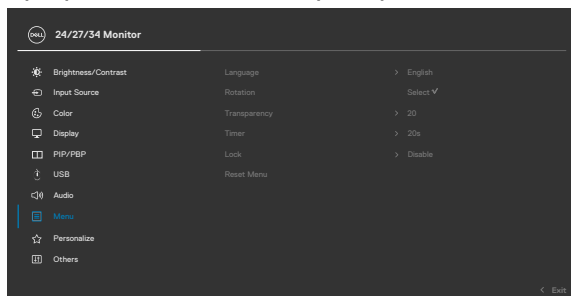 DELL 24/27/34 Monitor
Brightness/Contrast Language > English
Input Source Rotation Select
Color Transparency > 20
Display Timer > 20s
PIP/PBP Lock > Disable
USB Reset Menu
Audio
Menu
Personalize
Others
< Exit